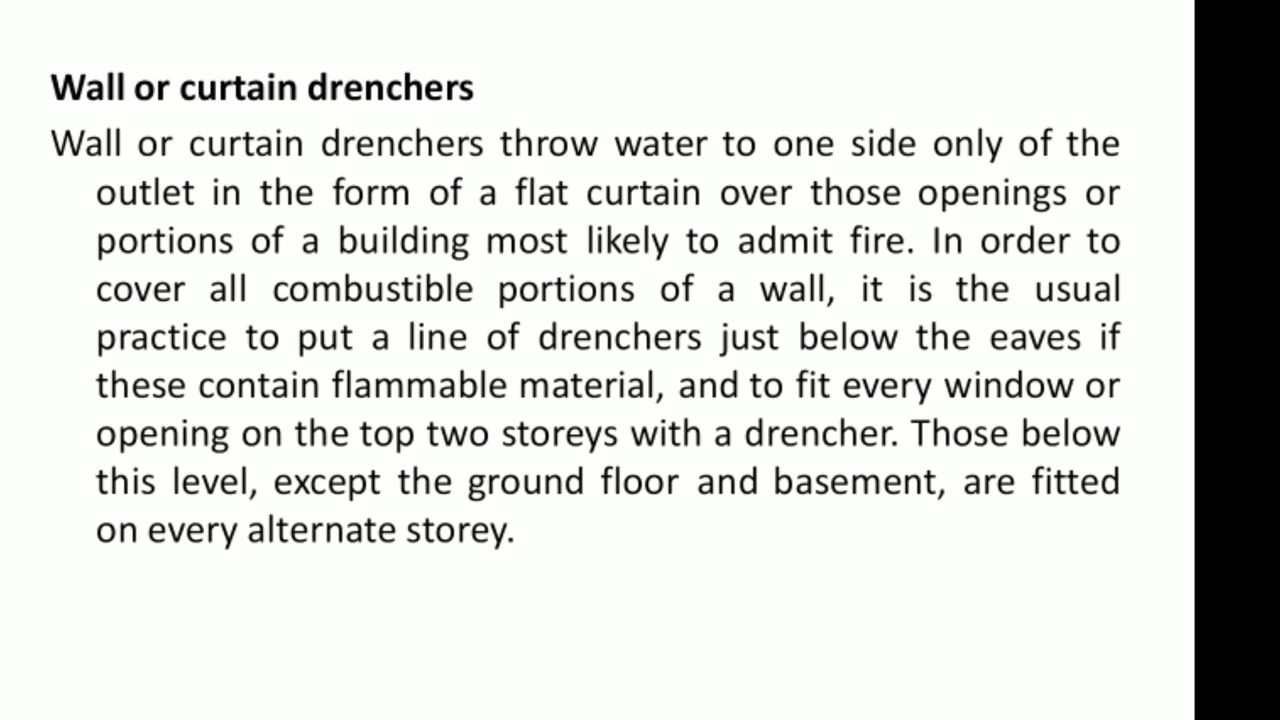 Wall or curtain drenchers
Wall or curtain drenchers throw water to one side only of the
outlet in the form of a flat curtain over those openings or
portions of a building most likely to admit fire. In order to
cover all combustible portions of a wall, it is the usual
practice to put a line of drenchers just below the eaves if
these contain flammable material, and to fit every window or
opening on the top two storeys with a drencher. Those below
this level, except the ground floor and basement, are fitted
on every alternate storey.